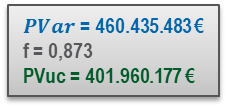 PVar = 460.435.483 €
f = 0,873
PVuc = 401.960.177 €